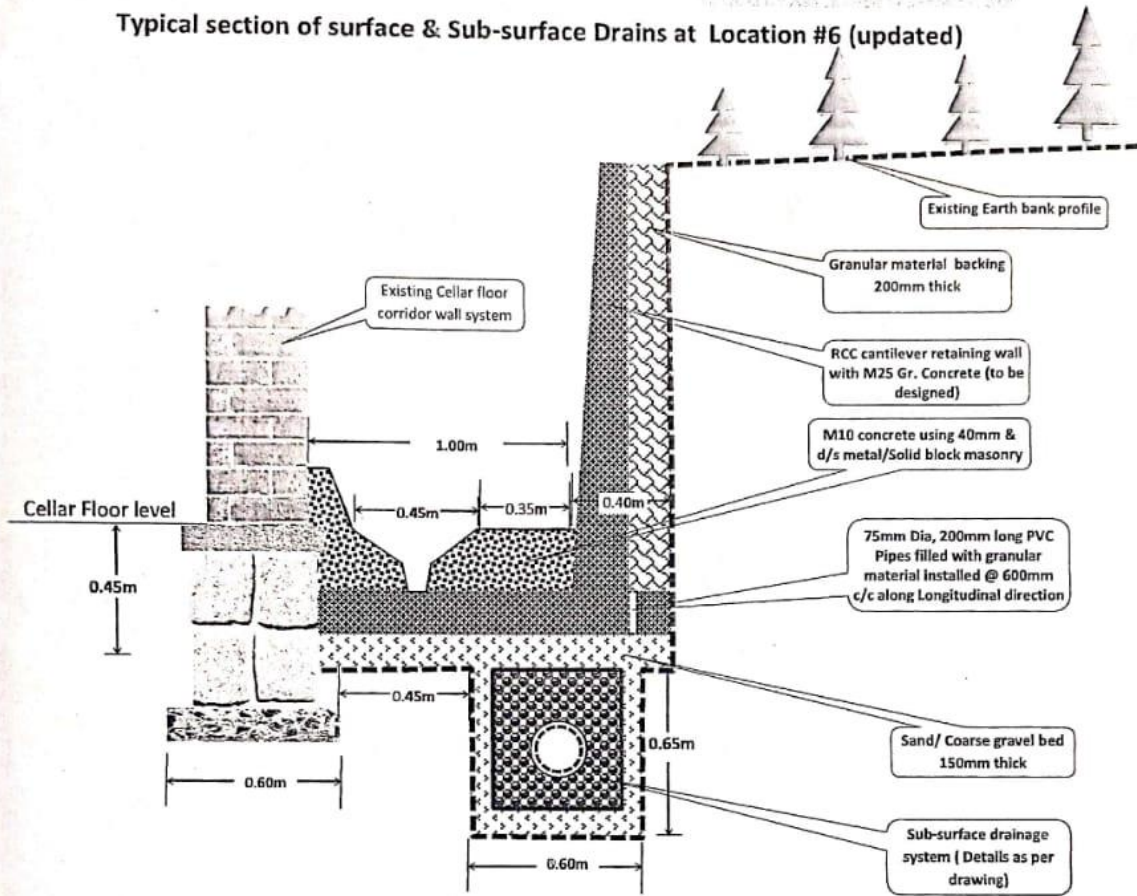 Typical section of surface & Sub-surface Drains at Location #6 (updated)
Existing Earth bank profile
Granular material backing
200mm thick
Existing Cellar floor
corridor wall system
RCC cantilever retaining wall
with M25 Gr. Concrete (to be
designed)
M10 concrete using 40mm &
d/s metal/Solid block masonry
1.00m
0.45m
0.35m
0.40m
Cellar Floor level
0.45m
75mm Dia, 200mm long PVC
Pipes filled with granular
material installed @ 600mm
c/c along Longitudinal direction
0.45m
0.65m
Sand/ Coarse gravel bed
150mm thick
0.60m
0.60m
Sub-surface drainage
system ( Details as per
drawing)